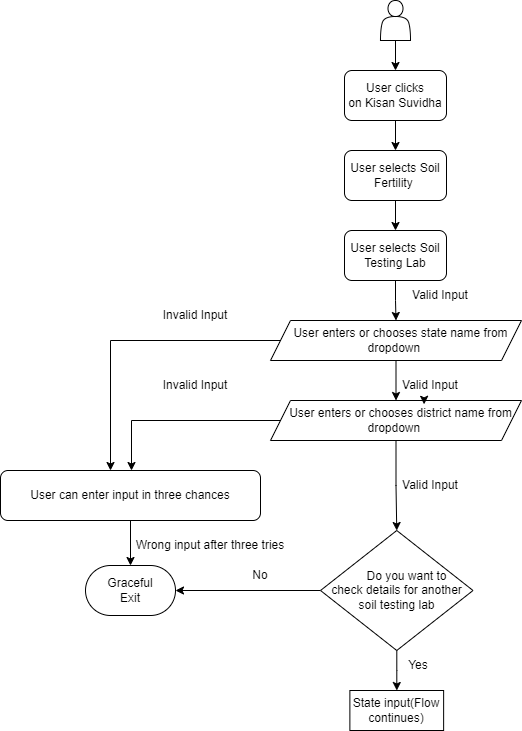 User clicks
on Kisan Suvidha
User selects Soil
Fertility
User selects Soil
Testing Lab
Valid Input
Invalid Input
User enters or chooses state name from
dropdown
Invalid Input
Valid Input
User enters or chooses district name from
dropdown
User can enter input in three chances
Valid Input
Wrong input after three tries
Graceful
Exit
No
Do you want to
check details for another
soil testing lab
Yes
State input(Flow
continues)